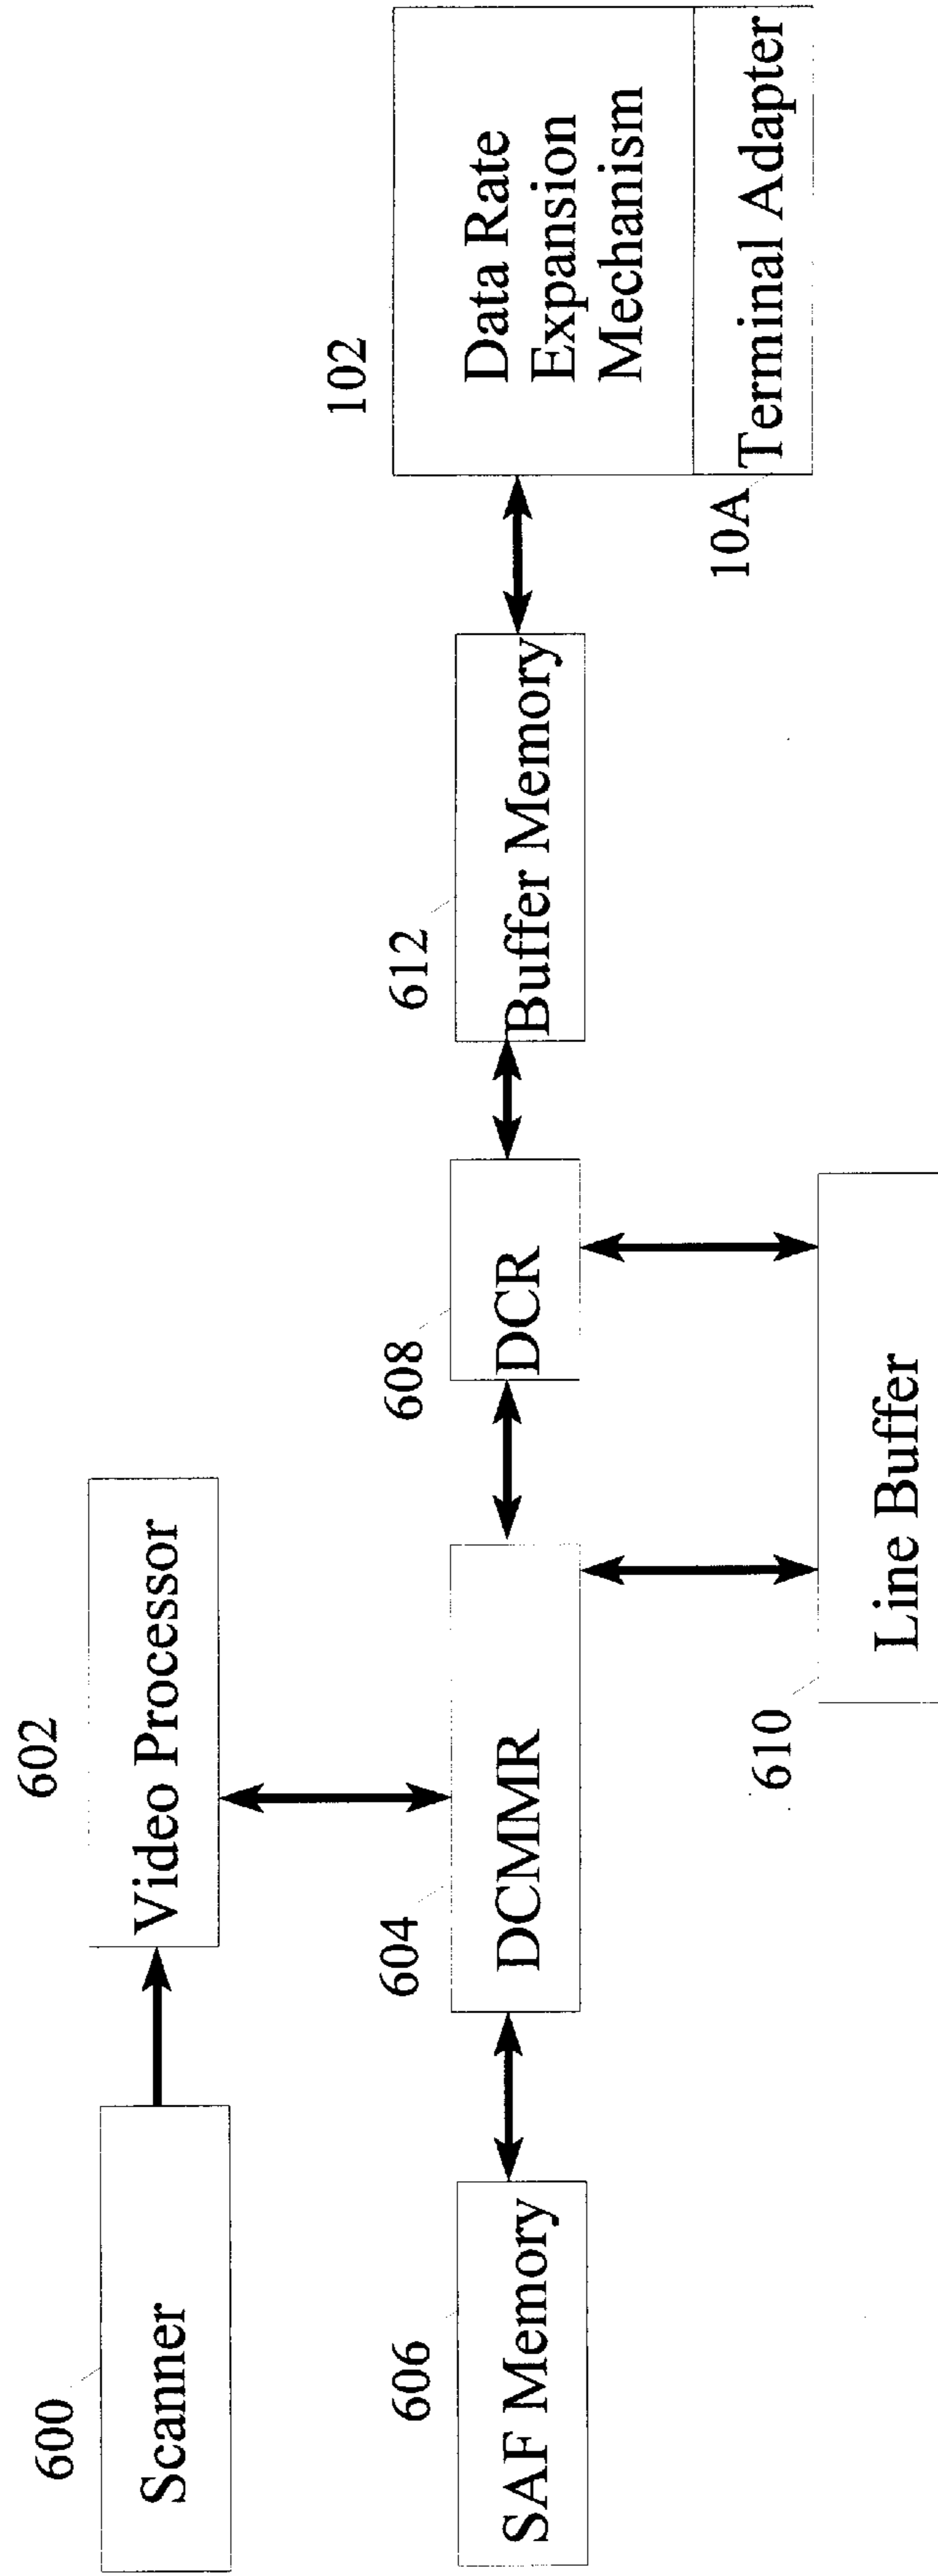 600
Scanner
602
Video Processor
606
SAF Memory
604
DCMMR
608
DCR
612
Buffer Memory
102
Data Rate
Expansion
Mechanism
10A
Terminal Adapter
610
Line Buffer